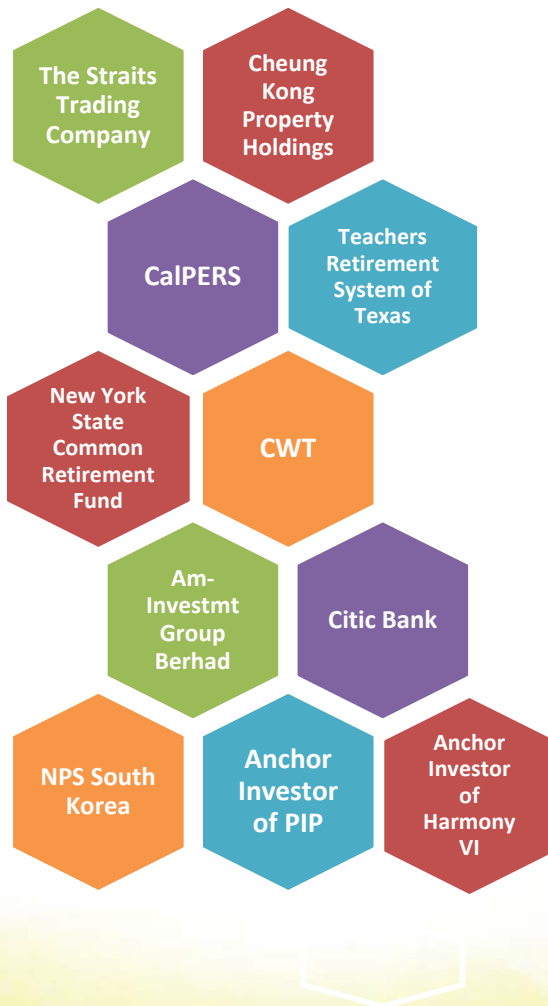 The Straits
Trading
Company
Cheung
Kong
Property
Holdings
CalPERS
Teachers
Retirement
System of
Texas
New York
State
Common
Retirement
Fund
CWT
Am-
Investmt
Group
Berhad
Citic Bank
NPS South
Korea
Anchor
Investor
of PIP
Anchor
Investor
of
Harmony
VI